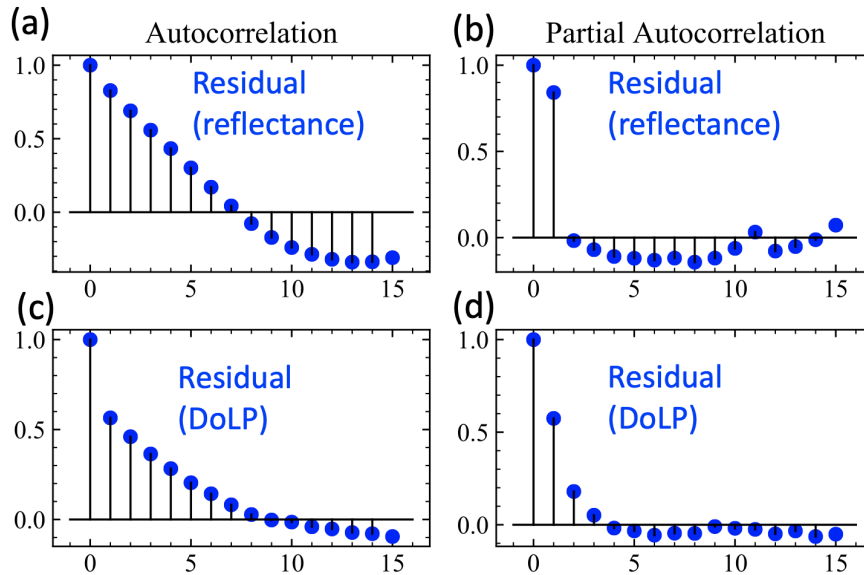 (a) Autocorrelation (b) Partial Autocorrelation
1.0 1.0
Residual Residual
(reflectance) (reflectance)
0.5 0.5
0.0 0.0
0 5 10 15 0 5 10 15
(c) (d)
1.0 1.0
Residual Residual
(DoLP) (DoLP)
0.5 0.5
0.0 0.0
0 5 10 15 0 5 10 15